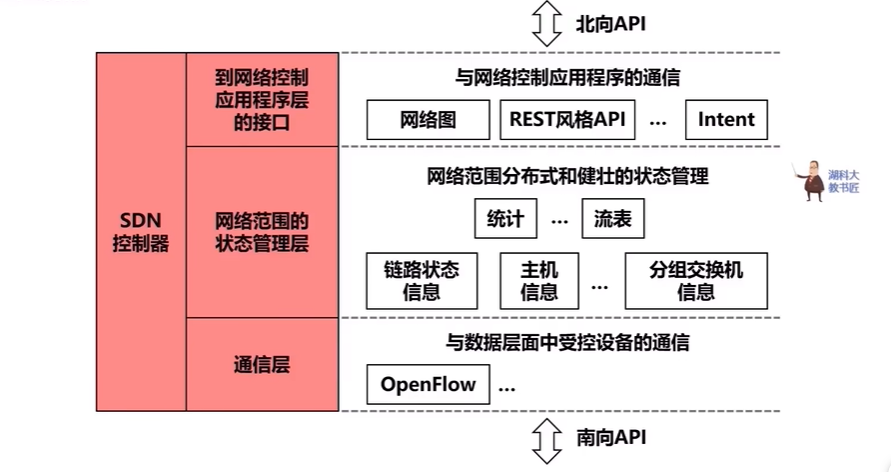 北向API
SDN
控制器
到网络控制
应用程序层
的接口
与网络控制应用程序的通信
网络图
REST风格API
...
Intent
网络范围的
状态管理层
网络范围分布式和健壮的状态管理
统计
...
流表
链路状态
信息
主机
信息
...
分组交换机
信息
通信层
与数据层面中受控设备的通信
OpenFlow
...
南向API
湖科大
教书匠